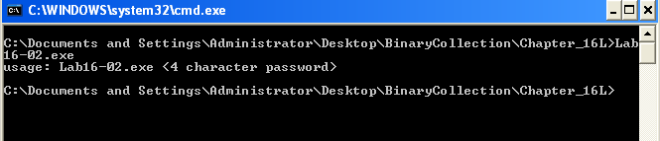 C:\WINDOWS\system32\cmd.exe
C:\Documents and Settings\Administrator\Desktop\BinaryCollection\Chapter_16L>Lab
16-02.exe
usage: Lab16-02.exe <4 character password>
C:\Documents and Settings\Administrator\Desktop\BinaryCollection\Chapter_16L>